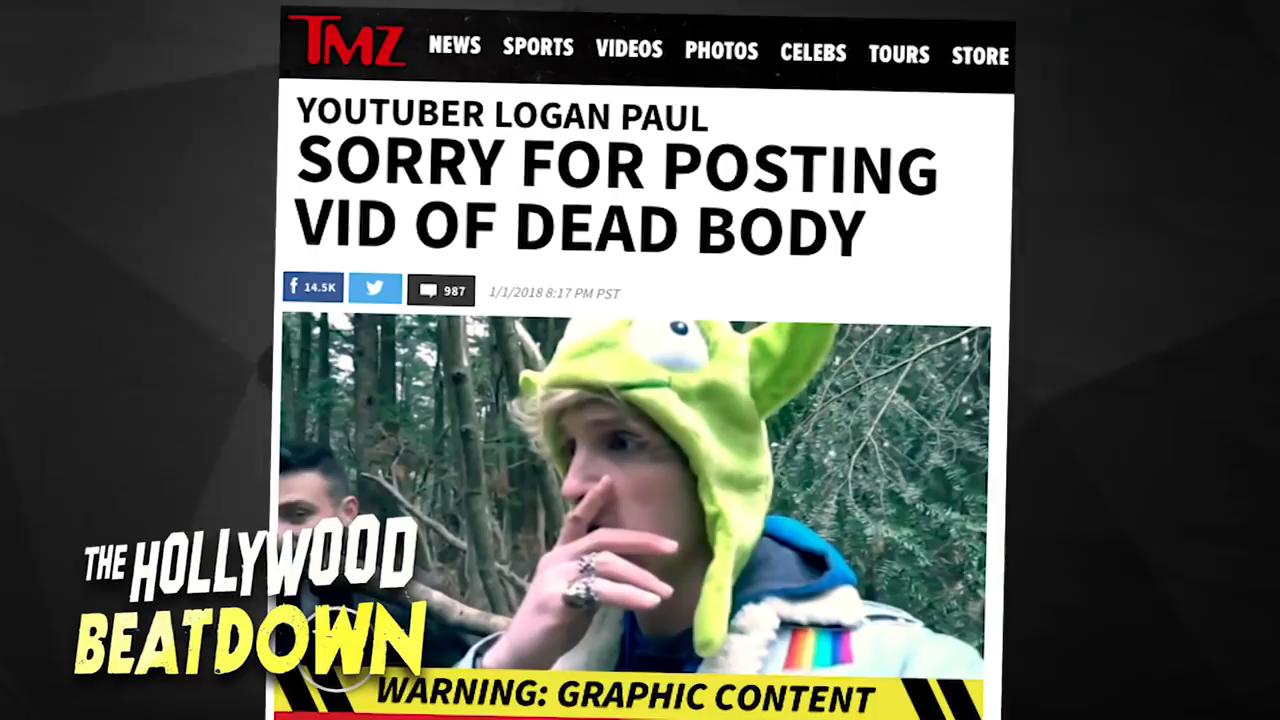 TMZ NEWS SPORTS VIDEOS PHOTOS CELEBS TOURS STORE
YOUTUBER LOGAN PAUL
SORRY FOR POSTING
VID OF DEAD BODY
f 14.5K 987 1/1/2018 8:17 PM PST
THE HOLLYWOOD
BEATDOWN
WARNING: GRAPHIC CONTENT